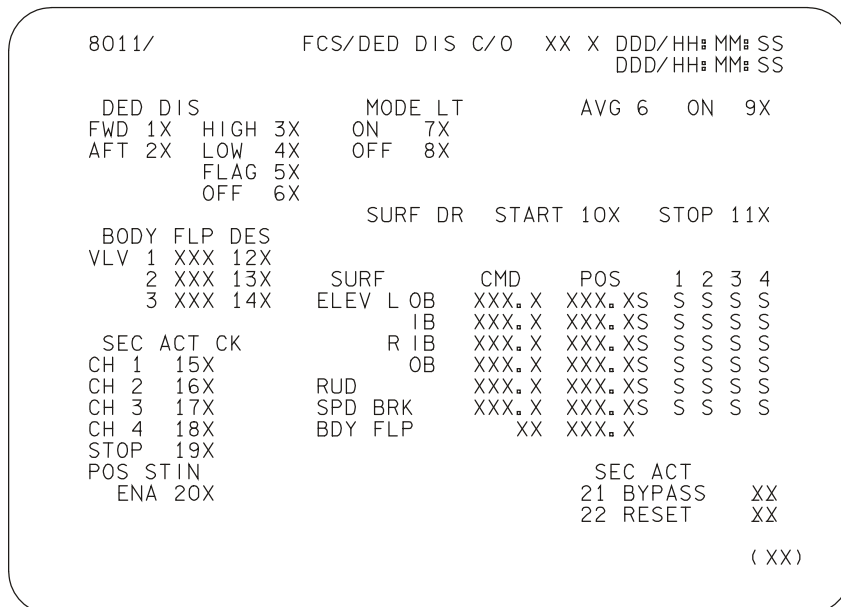 8011/ FCS/DED DIS C/O XX X DDD/HH:MM:SS
DDD/HH:MM:SS
DED DIS MODE LT AVG 6 ON 9X
FWD 1X HIGH 3X ON 7X
AFT 2X LOW 4X OFF 8X
FLAG 5X
OFF 6X
SURF DR START 10X STOP 11X
BODY FLP DES
VLV 1 XXX 12X
2 XXX 13X SURF CMD POS 1 2 3 4
3 XXX 14X ELEV L OB XXX.X XXX.XS S S S S
IB XXX.X XXX.XS S S S S
SEC ACT CK R IB XXX.X XXX.XS S S S S
CH 1 15X OB XXX.X XXX.XS S S S S
CH 2 16X RUD XXX.X XXX.XS S S S S
CH 3 17X SPD BRK XXX.X XXX.XS S S S S
CH 4 18X BDY FLP XX XXX.X
STOP 19X
POS STIN SEC ACT
ENA 20X 21 BYPASS XX
22 RESET XX
(XX)